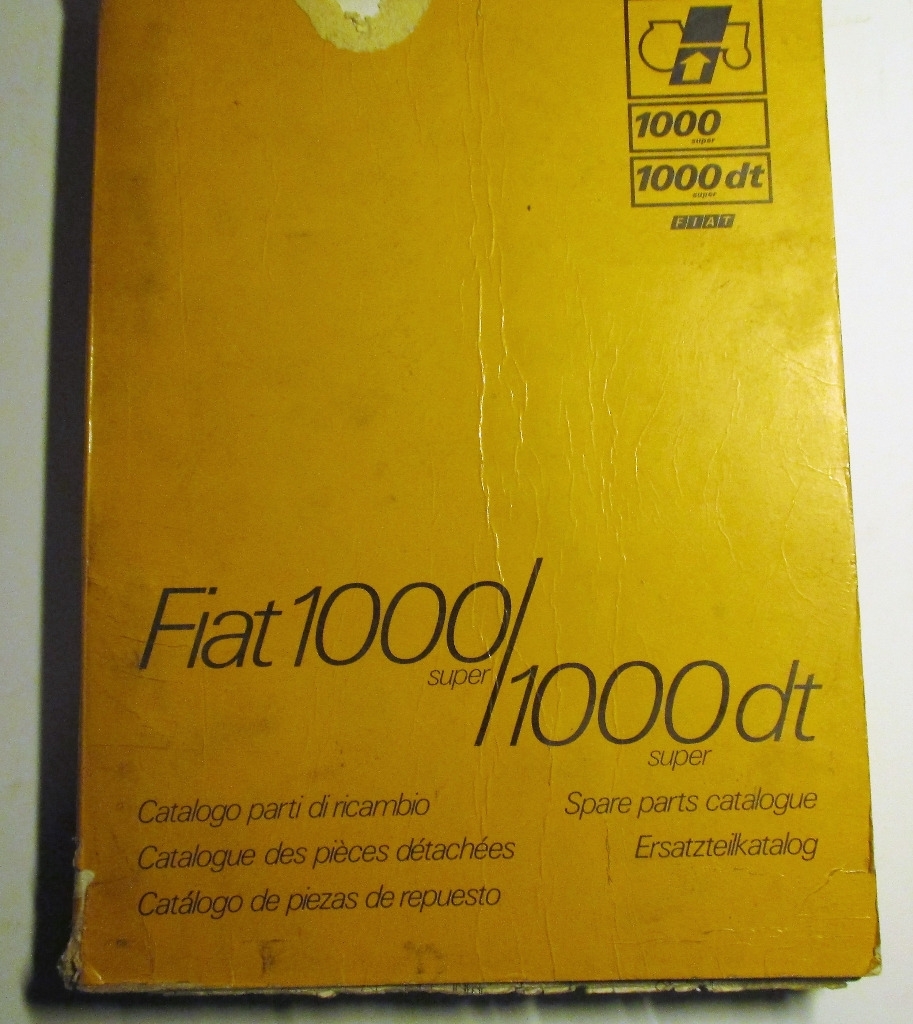 1000
super
1000 dt
super
FIAT
Fiat 1000/
super
1000 dt
super
Catalogo parti di ricambio
Catalogue des pièces détachées
Catálogo de piezas de repuesto
Spare parts catalogue
Ersatzteilkatalog